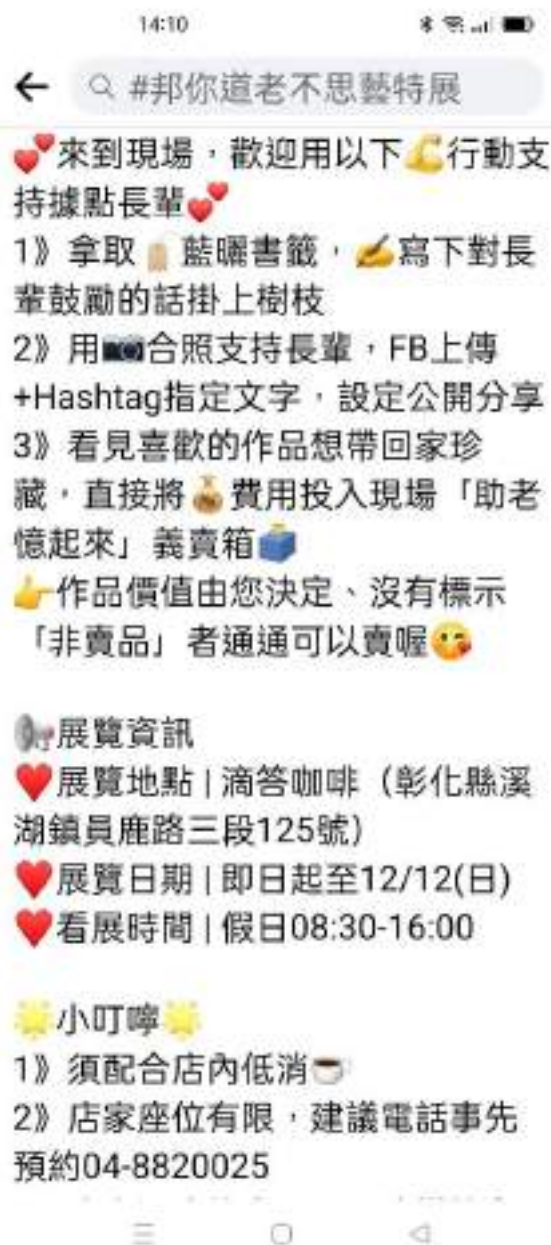 14:10
#邦你道老不思藝特展
💕來到現場，歡迎用以下💪行動支
持據點長輩💕
1》拿取🏷️藍曬書籤，✍️寫下對長
輩鼓勵的話掛上樹枝
2》用📷合照支持長輩，FB上傳
+Hashtag指定文字，設定公開分享
3》看見喜歡的作品想帶回家珍
藏，直接將💰費用投入現場「助老
憶起來」義賣箱🗳️
👉作品價值由您決定、沒有標示
「非賣品」者通通可以賣喔😘
📢展覽資訊
❤️展覽地點 | 滴答咖啡（彰化縣溪
湖鎮員鹿路三段125號）
❤️展覽日期 | 即日起至12/12(日)
❤️看展時間 | 假日08:30-16:00
🌟小叮嚀🌟
1》須配合店內低消☕
2》店家座位有限，建議電話事先
預約04-8820025